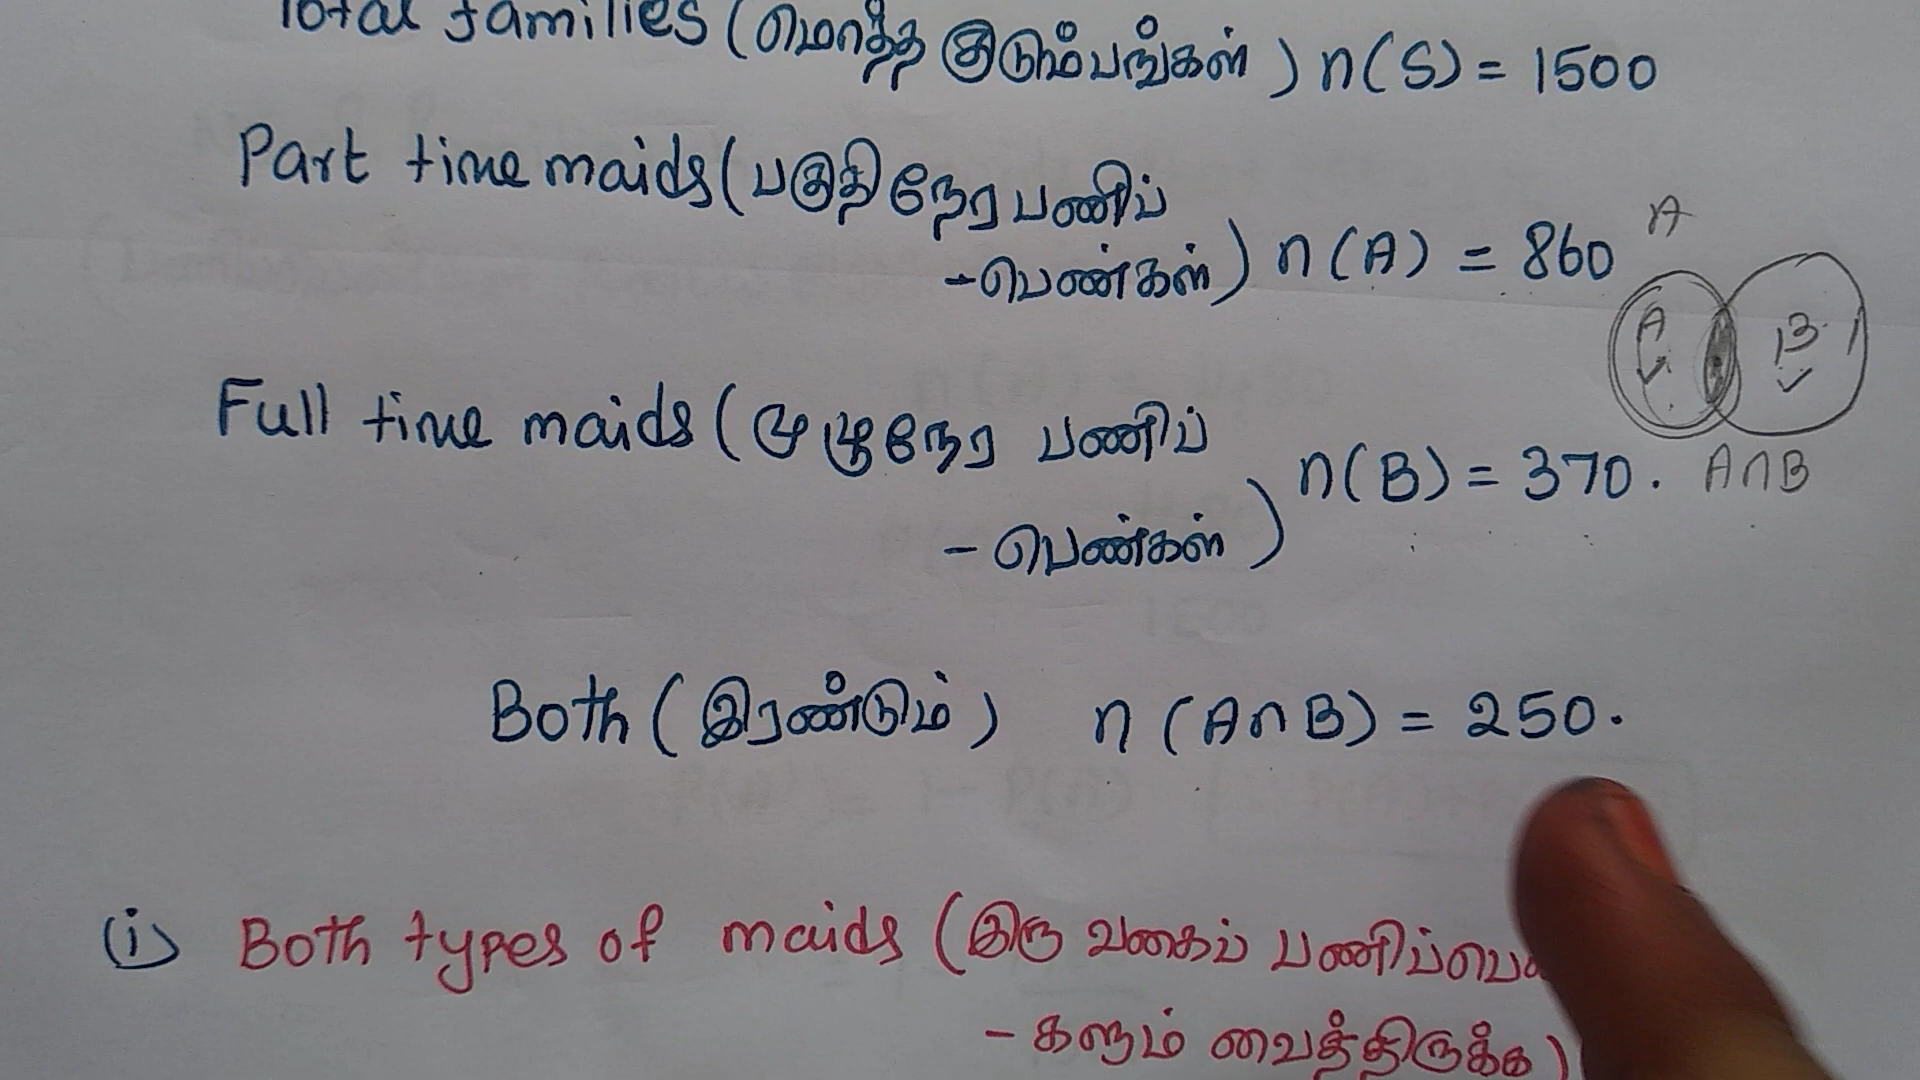 Total families (மொத்த குடும்பங்கள்) n(S) = 1500
Part time maids (பகுதி நேர பணிப்
-பெண்கள்) n(A) = 860
A
A B
Full time maids (முழுநேர பணிப்
-பெண்கள்) n(B) = 370. A∩B
Both (இரண்டும்) n(A∩B) = 250.
(i) Both types of maids (இரு வகைப்
-களும் வைத்திருக்க)